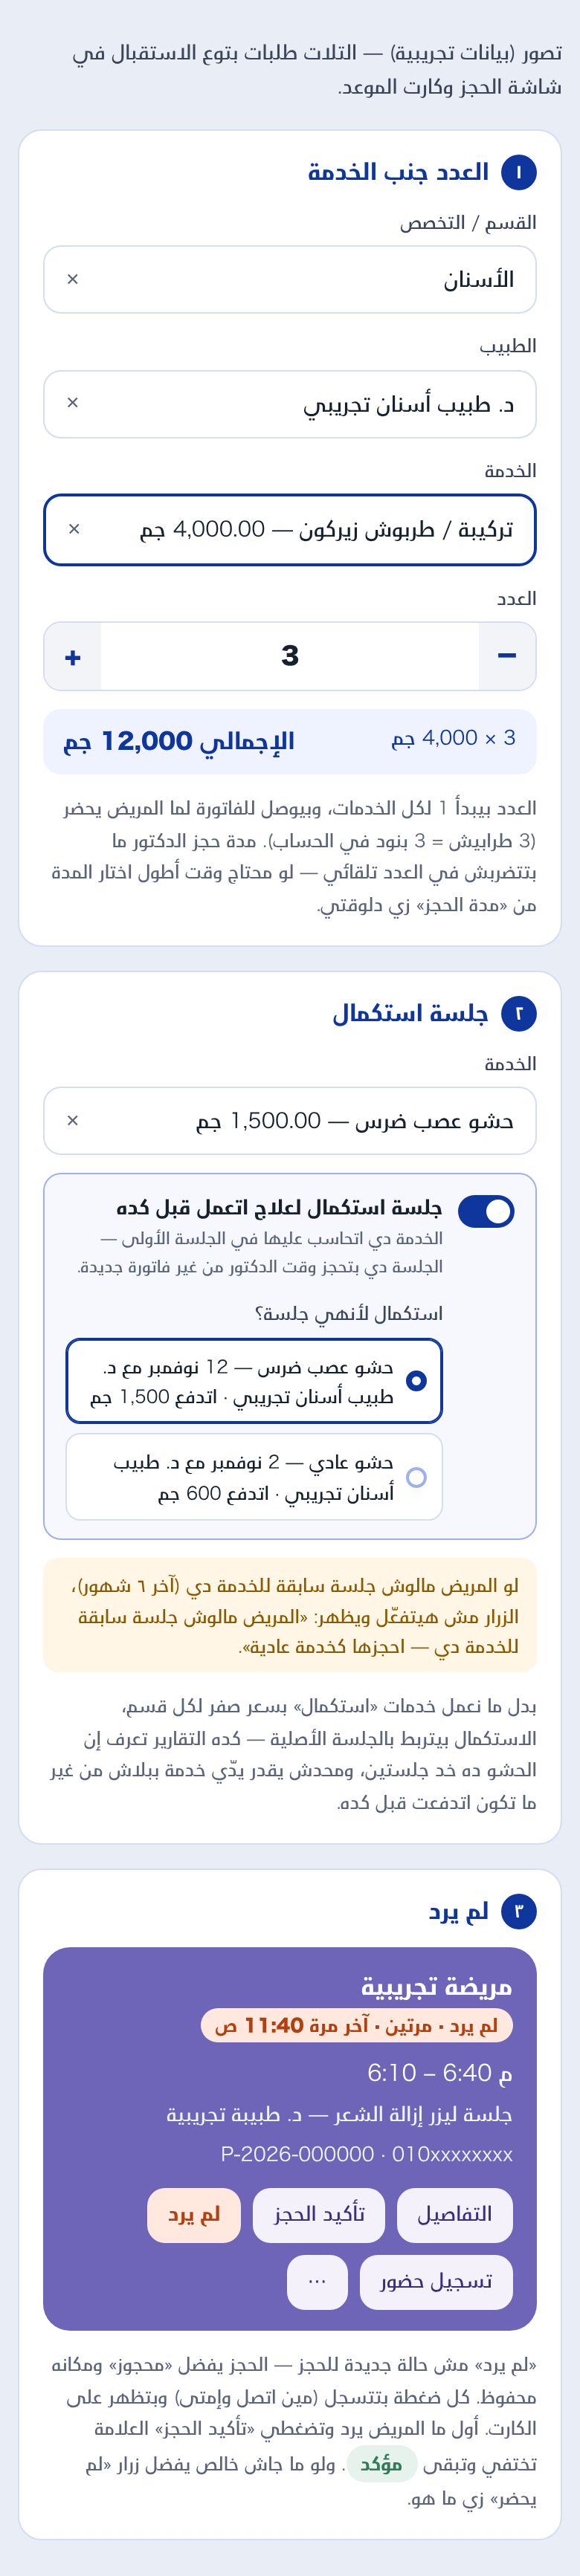 تصور (بيانات تجريبية) — التلات طلبات بتوع الاستقبال في
شاشة الحجز وكارت الموعد.
١ العدد جنب الخدمة
القسم / التخصص
الأسنان ×
الطبيب
د. طبيب أسنان تجريبي ×
الخدمة
تركيبة / طربوش زيركون — 4,000.00 جم ×
العدد
− 3 +
3 × 4,000 جم الإجمالي 12,000 جم
العدد بيبدأ 1 لكل الخدمات، وبيوصل للفاتورة لما المريض يحضر
(3 طرابيش = 3 بنود في الحساب). مدة حجز الدكتور ما
بتتضربش في العدد تلقائي — لو محتاج وقت أطول اختار المدة
من «مدة الحجز» زي دلوقتي.
٢ جلسة استكمال
الخدمة
حشو عصب ضرس — 1,500.00 جم ×
جلسة استكمال لعلاج اتعمل قبل كده
الخدمة دي اتحاسب عليها في الجلسة الأولى —
الجلسة دي بتحجز وقت الدكتور من غير فاتورة جديدة.
استكمال لأنهي جلسة؟
حشو عصب ضرس — 12 نوفمبر مع د.
طبيب أسنان تجريبي · اتدفع 1,500 جم
حشو عادي — 2 نوفمبر مع د. طبيب
أسنان تجريبي · اتدفع 600 جم
لو المريض مالوش جلسة سابقة للخدمة دي (آخر ٦ شهور)،
الزرار مش هيتفعّل ويظهر: «المريض مالوش جلسة سابقة
للخدمة دي — احجزها كخدمة عادية».
بدل ما نعمل خدمات «استكمال» بسعر صفر لكل قسم،
الاستكمال بيتربط بالجلسة الأصلية — كده التقارير تعرف إن
الحشو ده خد جلستين، ومحدش يقدر يدّي خدمة ببلاش من غير
ما تكون اتدفعت قبل كده.
٣ لم يرد
مريضة تجريبية
لم يرد · مرتين · آخر مرة 11:40 ص
م 6:40 – 6:10
جلسة ليزر إزالة الشعر — د. طبيبة تجريبية
P-2026-000000 · 010xxxxxxxx
التفاصيل تأكيد الحجز لم يرد
تسجيل حضور ⋯
«لم يرد» مش حالة جديدة للحجز — الحجز يفضل «محجوز» ومكانه
محفوظ. كل ضغطة بتتسجل (مين اتصل وإمتى) وبتظهر على
الكارت. أول ما المريض يرد وتضغطي «تأكيد الحجز» العلامة
تختفي وتبقى مؤكد . ولو ما جاش خالص يفضل زرار «لم
يحضر» زي ما هو.